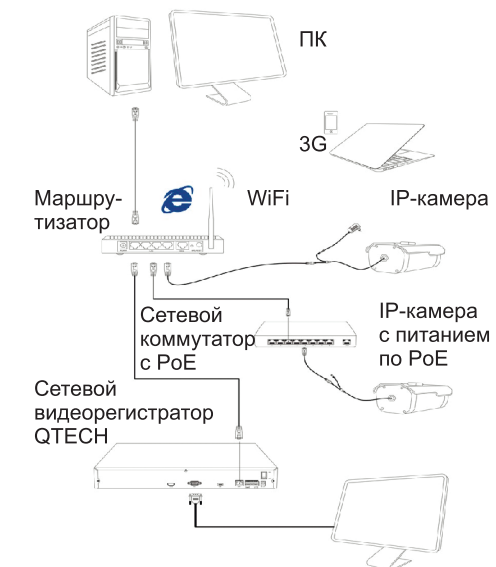 ПК
3G
Маршру-
тизатор
WiFi
IP-камера
Сетевой
коммутатор
с PoE
IP-камера
с питанием
по PoE
Сетевой
видеорегистратор
QTECH